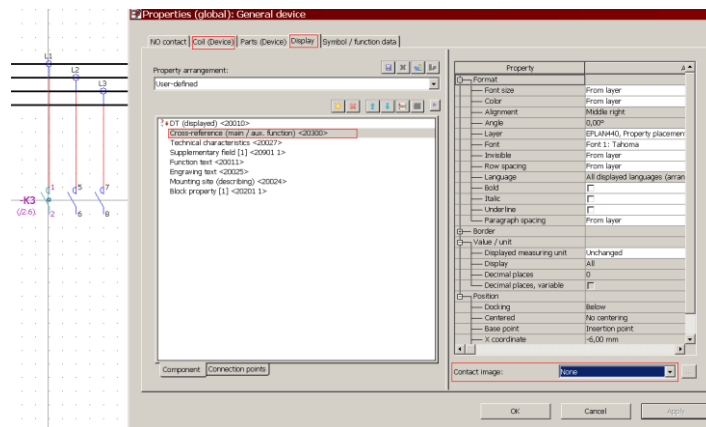 Properties (global): General device
NO contact Coil (Device) Parts (Device) Display Symbol / function data
Property arrangement:
User-defined
DT (displayed) <20010>
Cross-reference (main / aux. function) <20300>
Technical characteristics <20027>
Supplementary field [1] <20901 1>
Function text <20011>
Engraving text <20025>
Mounting site (describing) <20024>
Block property [1] <20201 1>
Component Connection points
Property A
Format
Font size From layer
Color From layer
Alignment Middle right
Angle 0,00°
Layer EPLAN440, Property placemen
Font Font 1: Tahoma
Invisible From layer
Row spacing From layer
Language All displayed languages (arran
Bold
Italic
Underline
Paragraph spacing From layer
Border
Value / unit
Displayed measuring unit Unchanged
Display All
Decimal places 0
Decimal places, variable
Position
Docking Below
Centered No centering
Base point Insertion point
X coordinate -6,00 mm
Contact image: None
...
OK Cancel Apply
L1
L2
L3
-K3 1 5 7
(/2.6) 2 6 8